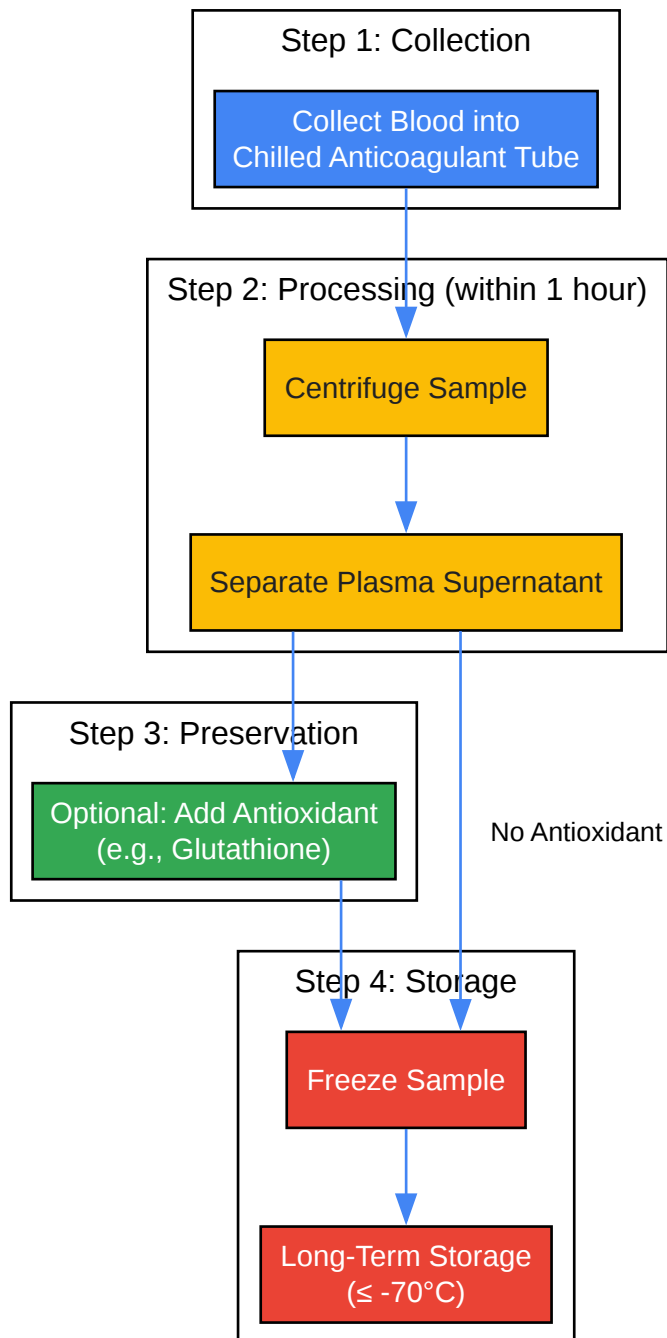 Step 1: Collection
Collect Blood into
Chilled Anticoagulant Tube
Step 2: Processing (within 1 hour)
Centrifuge Sample
Separate Plasma Supernatant
Step 3: Preservation
Optional: Add Antioxidant
(e.g., Glutathione)
No Antioxidant
Step 4: Storage
Freeze Sample
Long-Term Storage
(≤ -70°C)